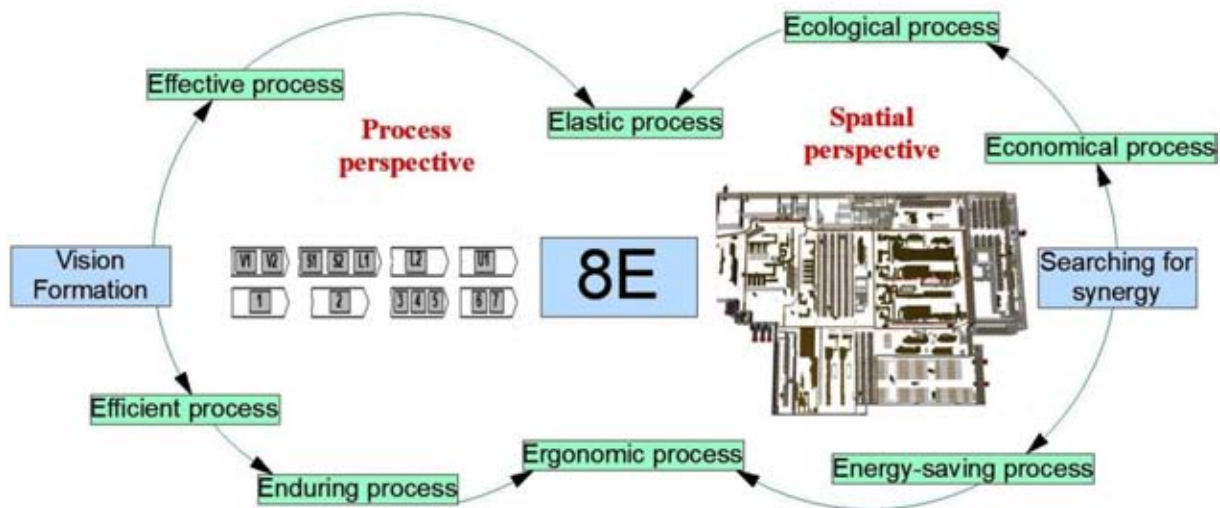 Ecological process
Effective process
Elastic process
Process
perspective
Spatial
perspective
Economical process
Vision
Formation
V1 V2 S1 S2 L1 L2 U1
1 2 3 4 5 6 7
8E
Searching for
synergy
Efficient process
Ergonomic process
Energy-saving process
Enduring process